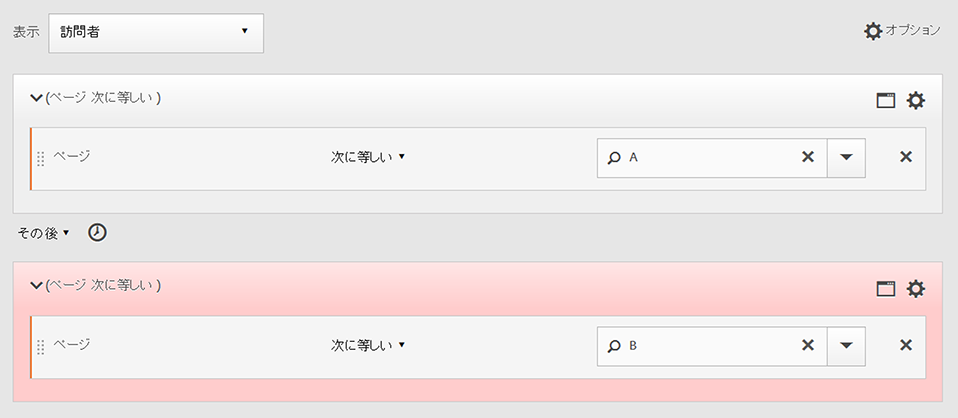 表示 訪問者 オプション
(ページ 次に等しい )
ページ 次に等しい A
その後
(ページ 次に等しい )
ページ 次に等しい B